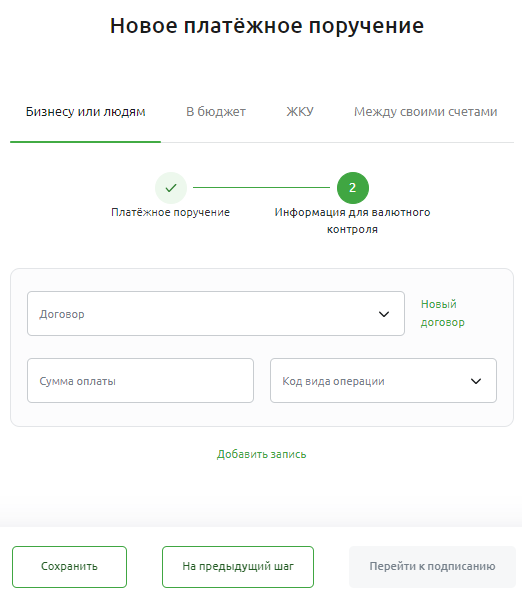 Новое платёжное поручение
Бизнесу или людям В бюджет ЖКУ Между своими счетами
2
Платёжное поручение Информация для валютного
контроля
Договор Новый
договор
Сумма оплаты Код вида операции
Добавить запись
Сохранить На предыдущий шаг Перейти к подписанию